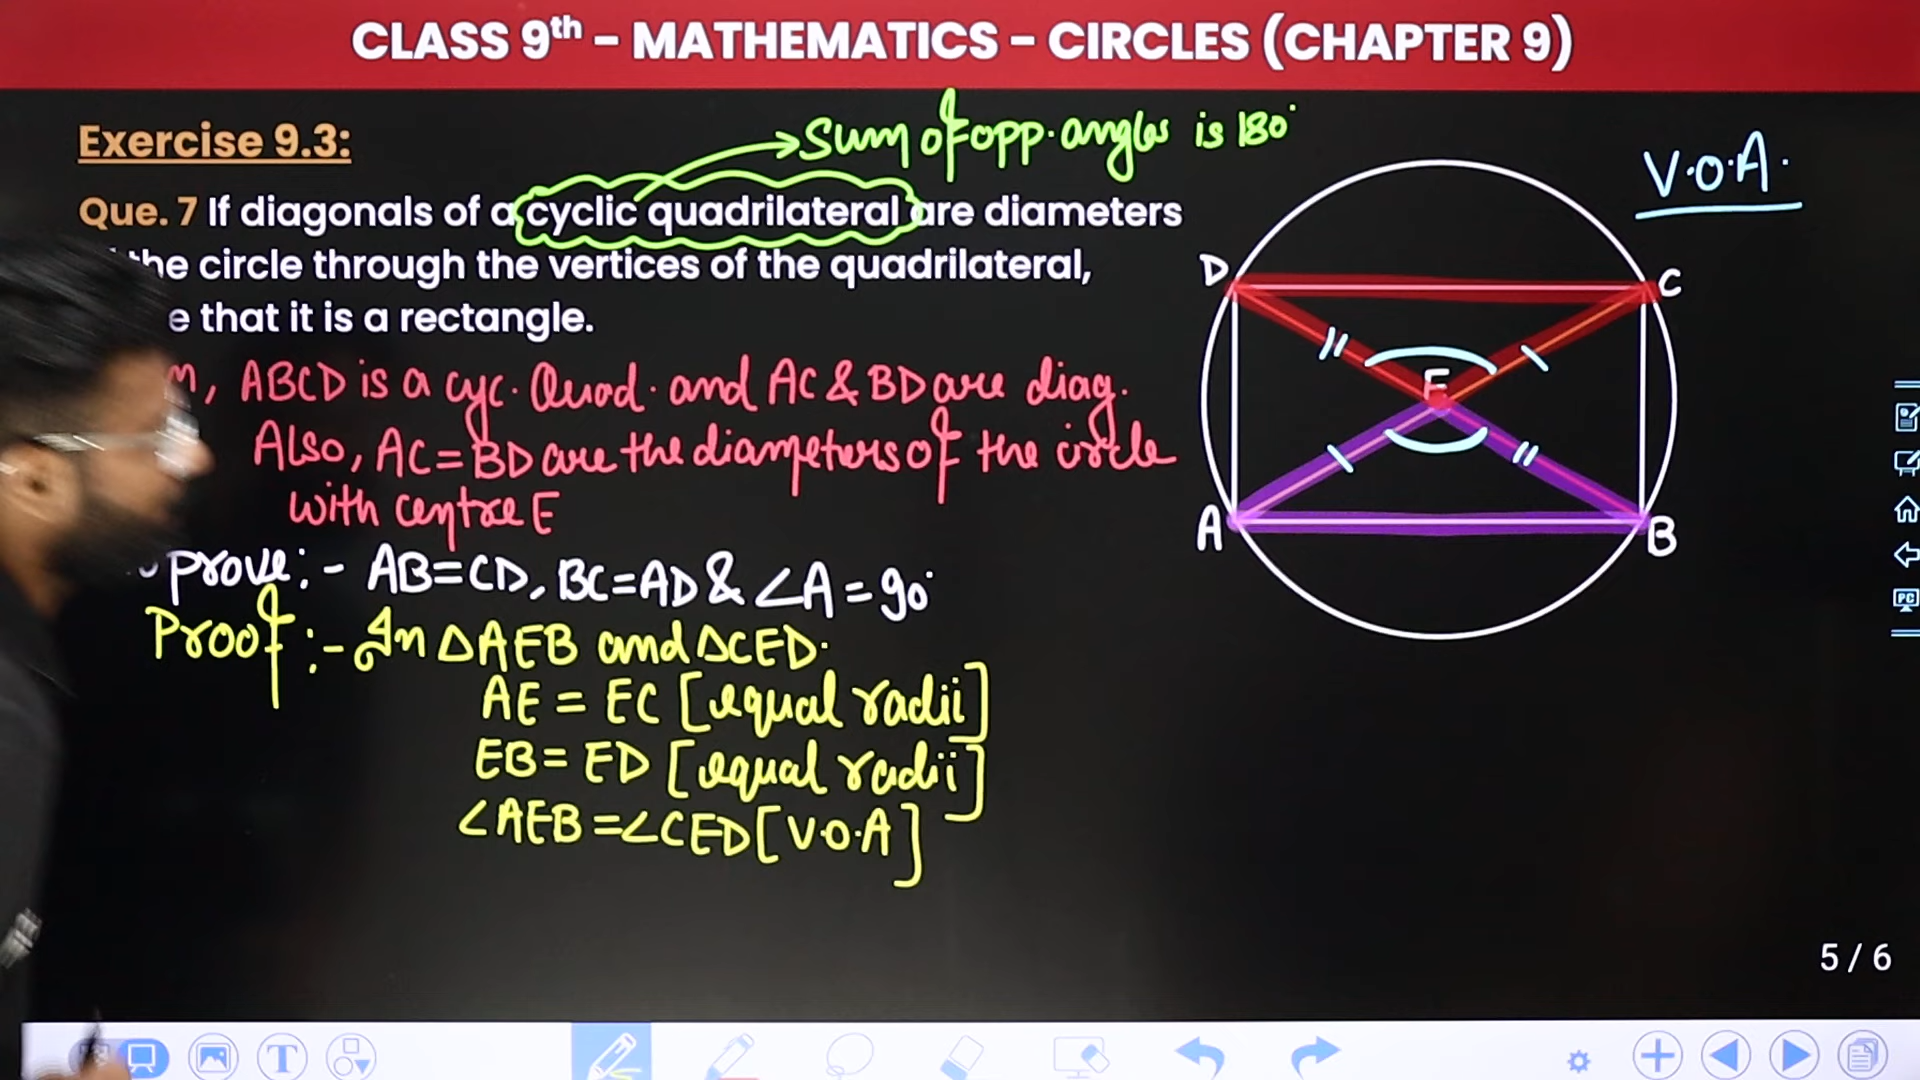 CLASS 9th - MATHEMATICS - CIRCLES (CHAPTER 9)
Exercise 9.3:
Sum of opp. angles is 180°
V.O.A.
Que. 7 If diagonals of a cyclic quadrilateral are diameters
the circle through the vertices of the quadrilateral,
that it is a rectangle.
ABCD is a cyc. Quad. and AC & BD are diag.
Also, AC = BD are the diameters of the circle
with centre E
prove :- AB = CD, BC = AD & ∠A = 90°
Proof :- In △AEB and △CED.
AE = EC [equal radii]
EB = ED [equal radii]
∠AEB = ∠CED [V.O.A]
D
C
E
A
B
PC
5 / 6
T